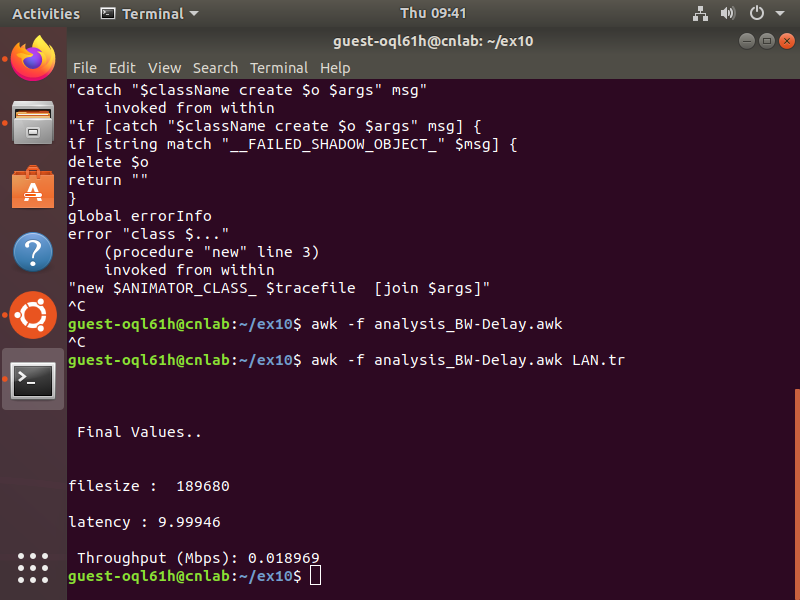 Activities Terminal Thu 09:41
guest-oql61h@cnlab: ~/ex10
File Edit View Search Terminal Help
"catch "$className create $o $args" msg"
    invoked from within
"if [catch "$className create $o $args" msg] {
if [string match "__FAILED_SHADOW_OBJECT_" $msg] {
delete $o
return ""
}
global errorInfo
error "class $..."
    (procedure "new" line 3)
    invoked from within
"new $ANIMATOR_CLASS_ $tracefile  [join $args]"
^C
guest-oql61h@cnlab:~/ex10$ awk -f analysis_BW-Delay.awk
^C
guest-oql61h@cnlab:~/ex10$ awk -f analysis_BW-Delay.awk LAN.tr
 Final Values..
filesize :  189680
latency : 9.99946
 Throughput (Mbps): 0.018969
guest-oql61h@cnlab:~/ex10$